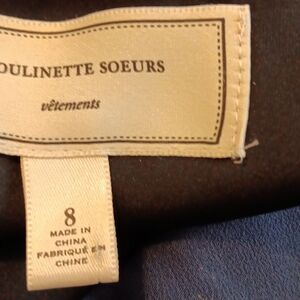 OULINETTE SOEURS
vêtements
8
MADE IN
CHINA
FABRIQUÉ EN
CHINE